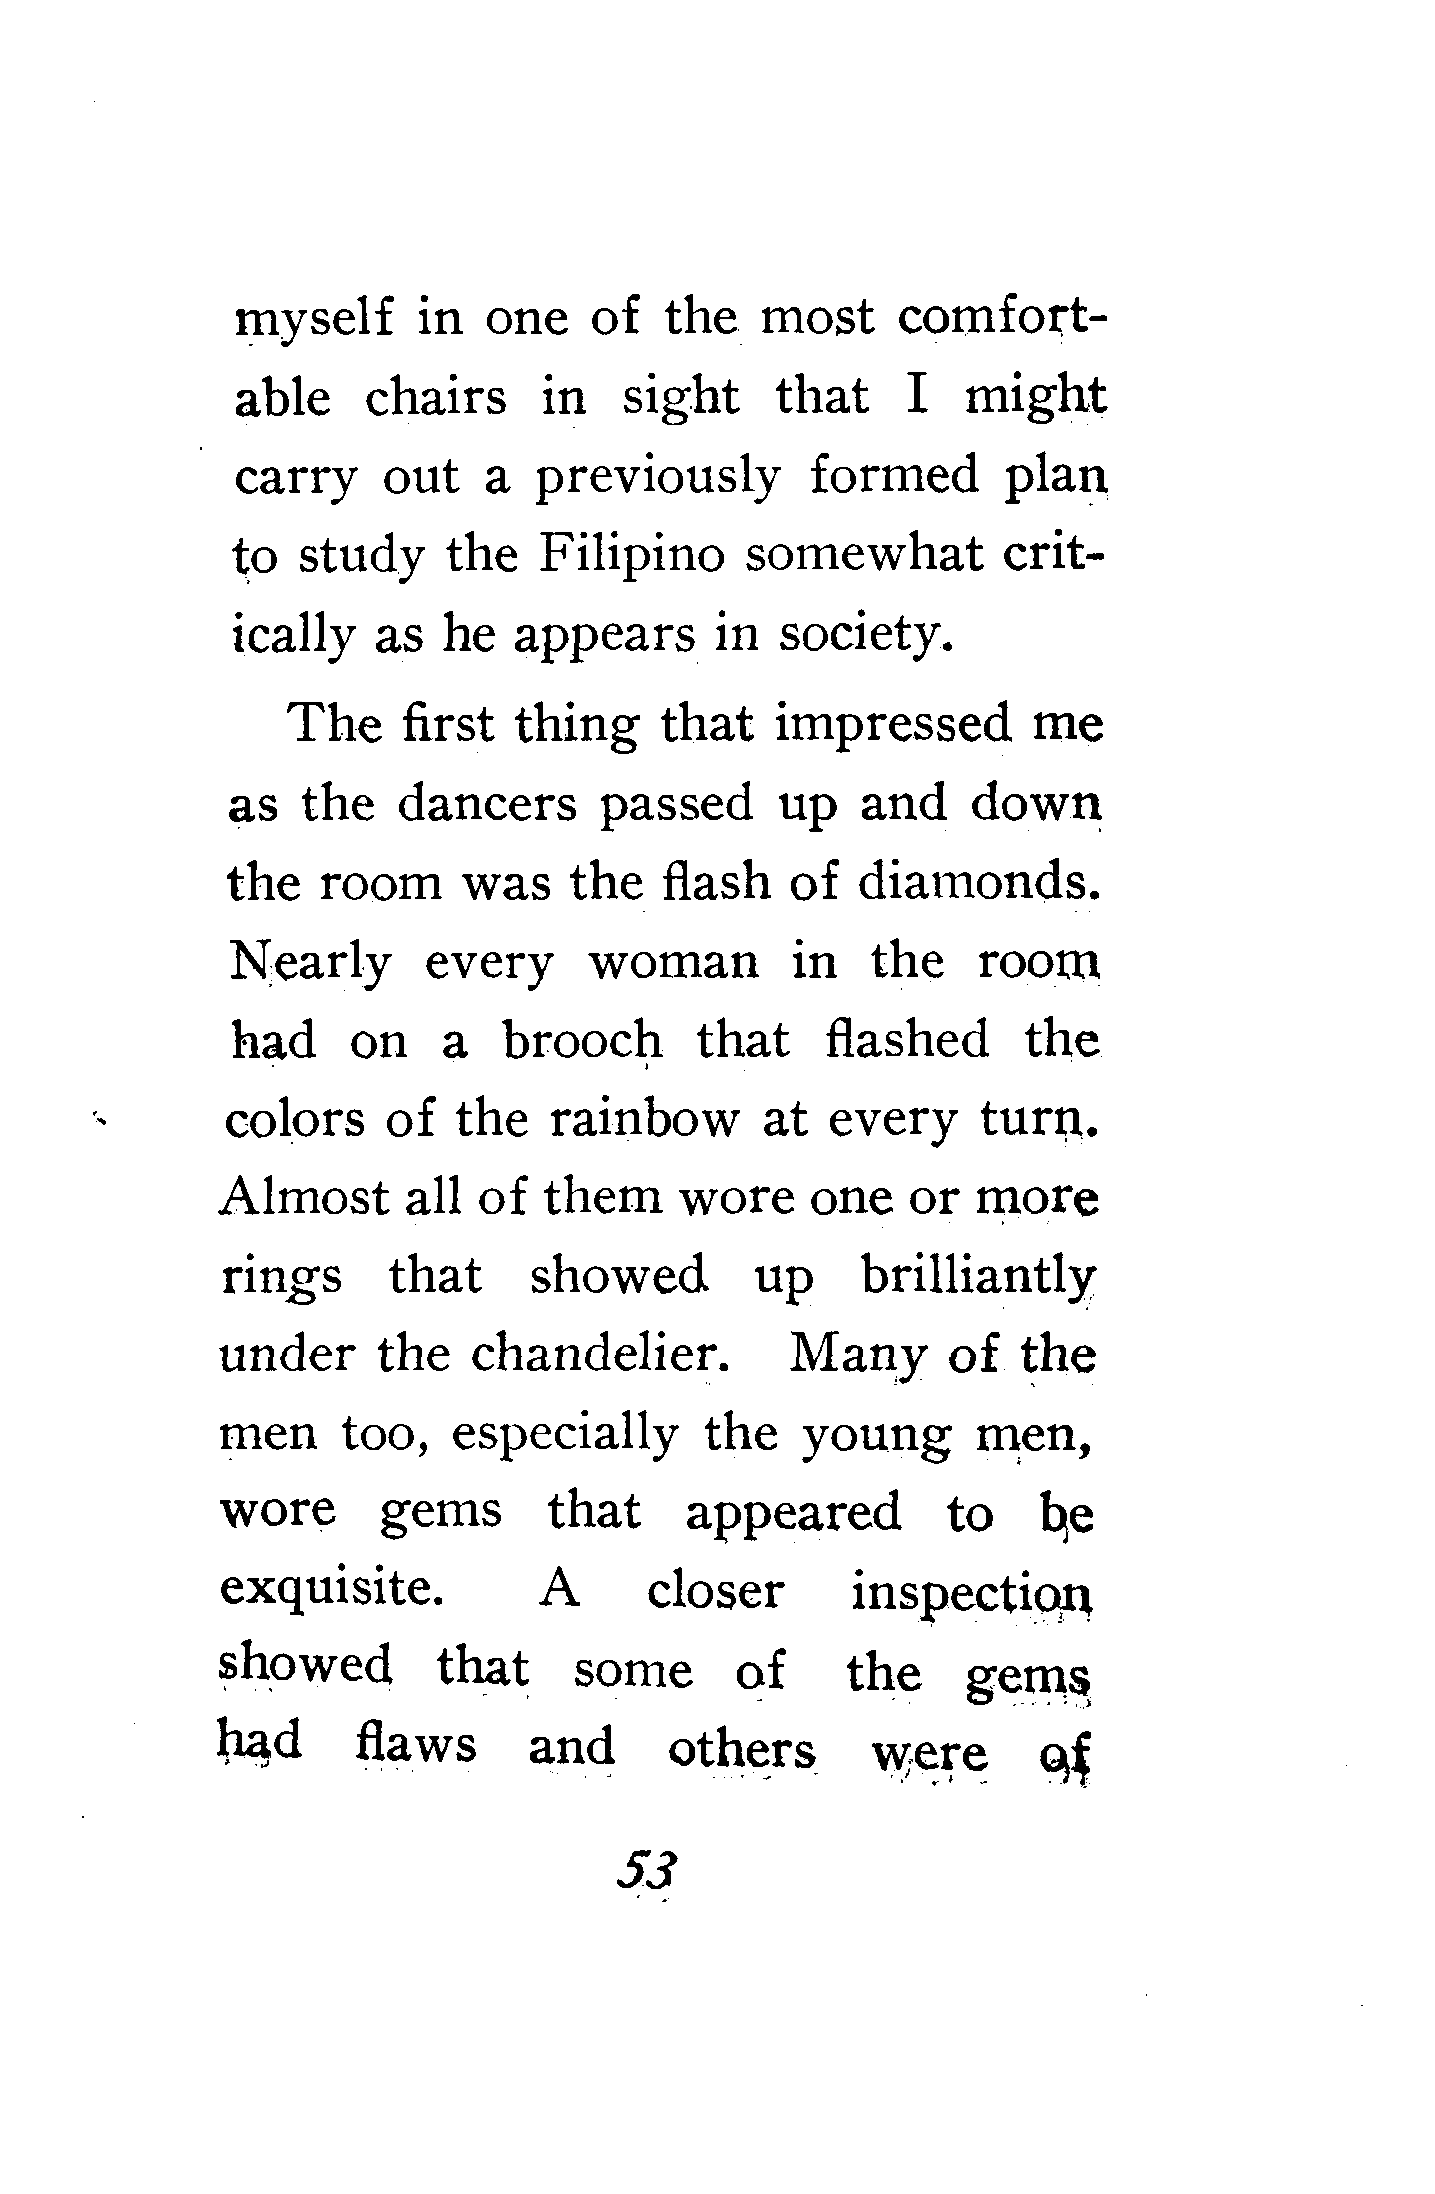 myself in one of the most comfort-
able chairs in sight that I might
carry out a previously formed plan
to study the Filipino somewhat crit-
ically as he appears in society.
The first thing that impressed me
as the dancers passed up and down
the room was the flash of diamonds.
Nearly every woman in the room
had on a brooch that flashed the
colors of the rainbow at every turn.
Almost all of them wore one or more
rings that showed up brilliantly
under the chandelier. Many of the
men too, especially the young men,
wore gems that appeared to be
exquisite. A closer inspection
showed that some of the gems
had flaws and others were of
53